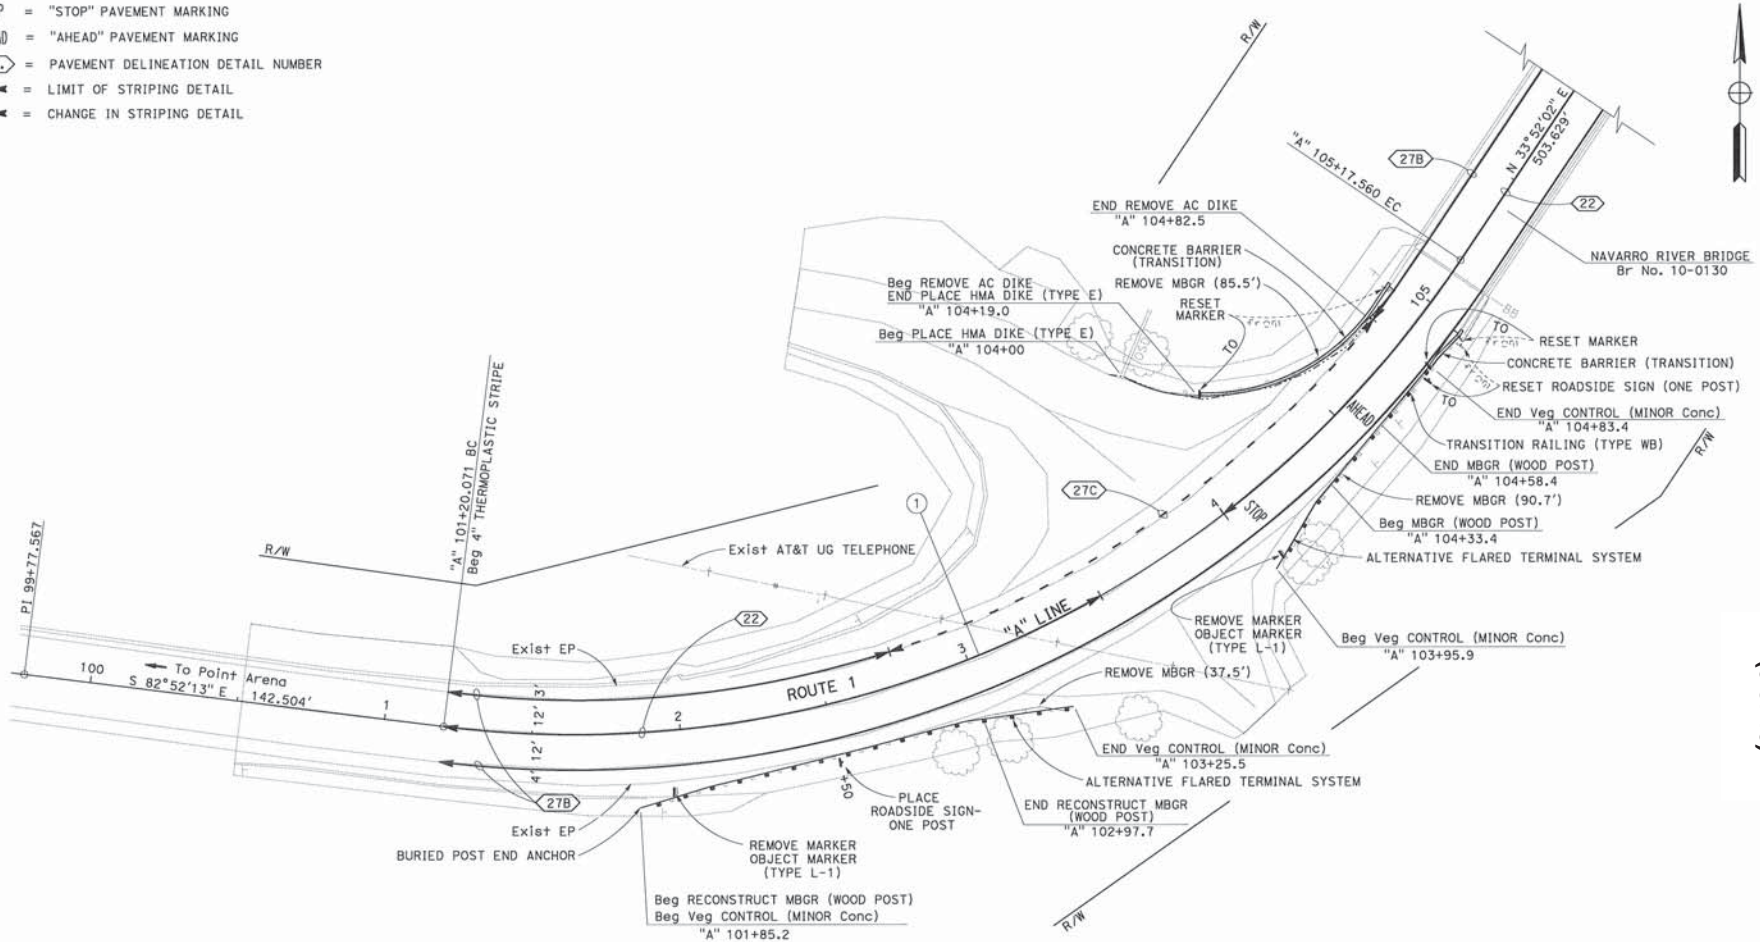 = "STOP" PAVEMENT MARKING
= "AHEAD" PAVEMENT MARKING
= PAVEMENT DELINEATION DETAIL NUMBER
= LIMIT OF STRIPING DETAIL
= CHANGE IN STRIPING DETAIL
R/W
"A" 105+17.560 EC
27B
N 33°52'02" E
503.629'
22
NAVARRO RIVER BRIDGE
Br No. 10-0130
END REMOVE AC DIKE
"A" 104+82.5
CONCRETE BARRIER
(TRANSITION)
REMOVE MBGR (85.5')
RESET
MARKER
TO
Beg REMOVE AC DIKE
END PLACE HMA DIKE (TYPE E)
"A" 104+19.0
Beg PLACE HMA DIKE (TYPE E)
"A" 104+00
105
BB
TO
RESET MARKER
CONCRETE BARRIER (TRANSITION)
RESET ROADSIDE SIGN (ONE POST)
TO
END Veg CONTROL (MINOR Conc)
"A" 104+83.4
TRANSITION RAILING (TYPE WB)
END MBGR (WOOD POST)
"A" 104+58.4
REMOVE MBGR (90.7')
Beg MBGR (WOOD POST)
"A" 104+33.4
ALTERNATIVE FLARED TERMINAL SYSTEM
R/W
AHEAD
STOP
4
27C
1
PI 99+77.567
R/W
"A" 101+20.071 BC
Beg 4" THERMOPLASTIC STRIPE
Exist AT&T UG TELEPHONE
22
Exist EP
"A" LINE
3
REMOVE MARKER
OBJECT MARKER
(TYPE L-1)
Beg Veg CONTROL (MINOR Conc)
"A" 103+95.9
REMOVE MBGR (37.5')
100
To Point Arena
S 82°52'13" E 142.504'
1
3'
12'
12'
4'
2
ROUTE 1
END Veg CONTROL (MINOR Conc)
"A" 103+25.5
ALTERNATIVE FLARED TERMINAL SYSTEM
END RECONSTRUCT MBGR
(WOOD POST)
"A" 102+97.7
+50
PLACE
ROADSIDE SIGN-
ONE POST
27B
Exist EP
BURIED POST END ANCHOR
REMOVE MARKER
OBJECT MARKER
(TYPE L-1)
Beg RECONSTRUCT MBGR (WOOD POST)
Beg Veg CONTROL (MINOR Conc)
"A" 101+85.2
R/W